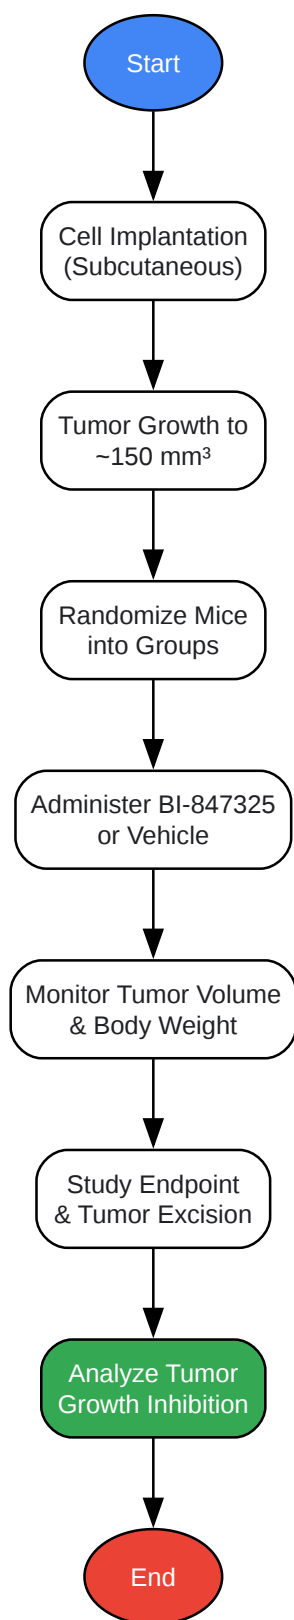 Start
Cell Implantation
(Subcutaneous)
Tumor Growth to
~150 mm³
Randomize Mice
into Groups
Administer BI-847325
or Vehicle
Monitor Tumor Volume
& Body Weight
Study Endpoint
& Tumor Excision
Analyze Tumor
Growth Inhibition
End